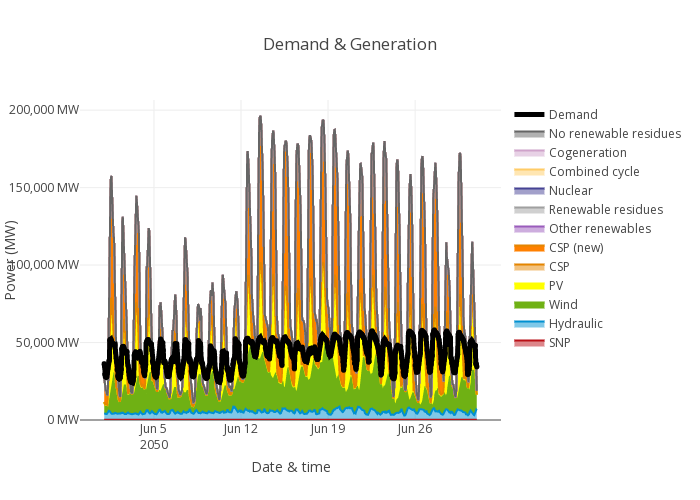 Demand & Generation
200,000 MW
150,000 MW
100,000 MW
50,000 MW
0 MW
Power (MW)
Jun 5
2050
Jun 12
Jun 19
Jun 26
Date & time
Demand
No renewable residues
Cogeneration
Combined cycle
Nuclear
Renewable residues
Other renewables
CSP (new)
CSP
PV
Wind
Hydraulic
SNP